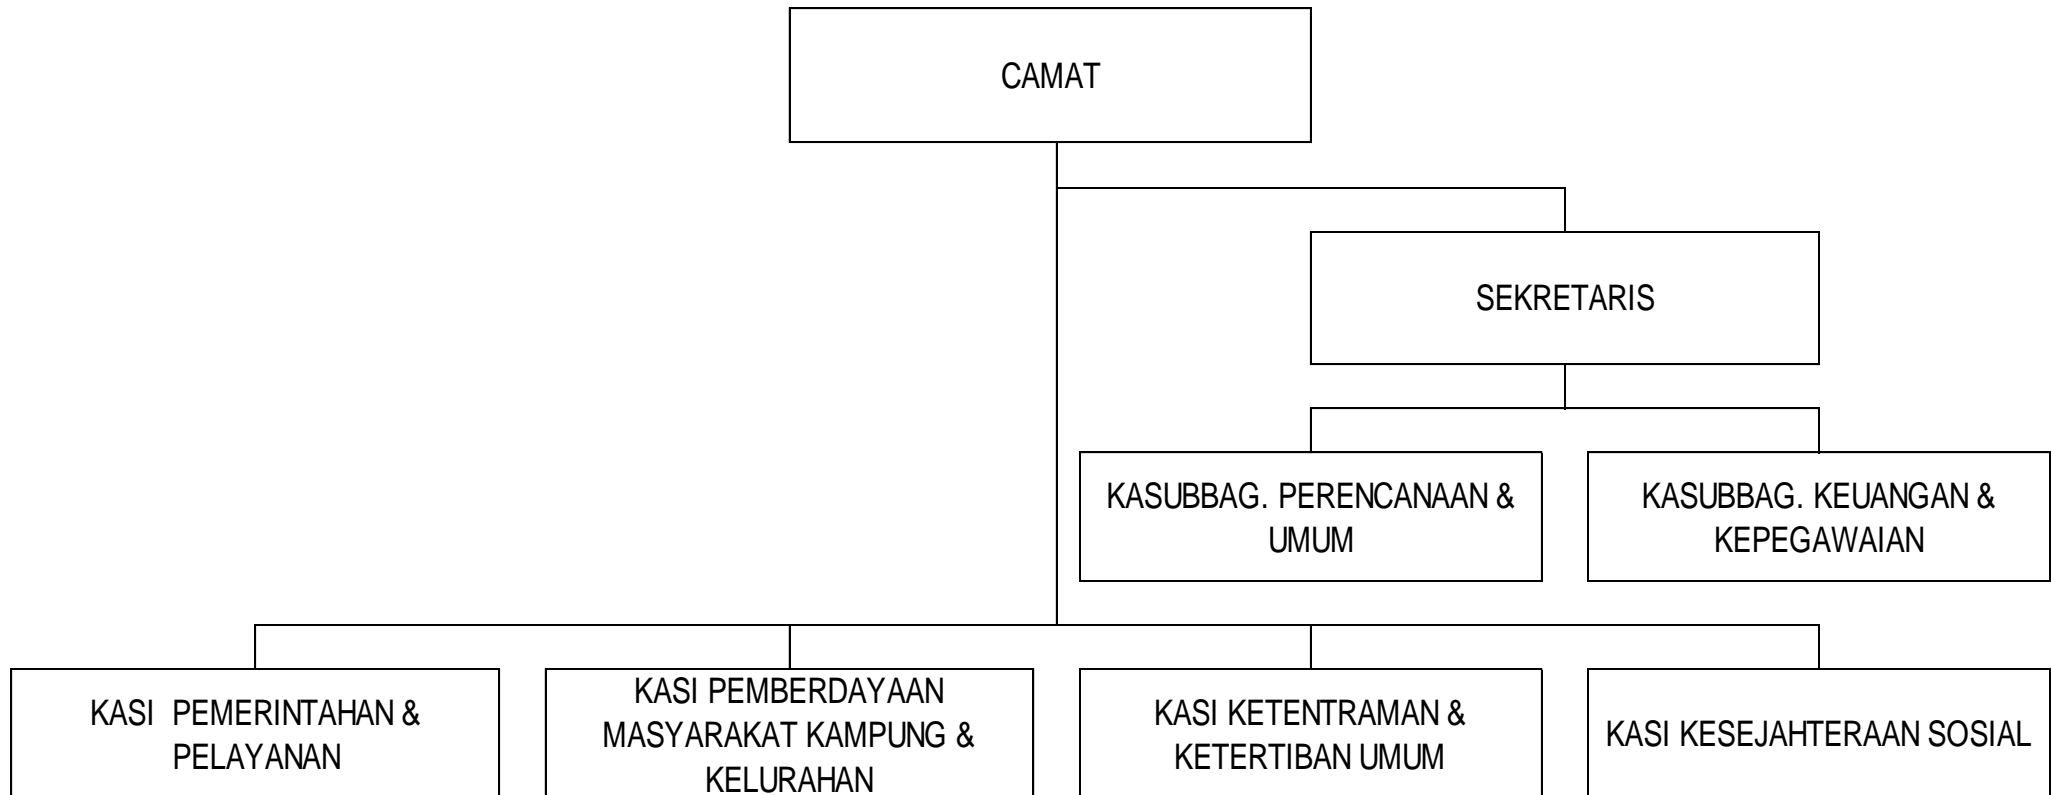 CAMAT
SEKRETARIS
KASUBBAG. PERENCANAAN &
UMUM
KASUBBAG. KEUANGAN &
KEPEGAWAIAN
KASI PEMERINTAHAN &
PELAYANAN
KASI PEMBERDAYAAN
MASYARAKAT KAMPUNG &
KELURAHAN
KASI KETENTRAMAN &
KETERTIBAN UMUM
KASI KESEJAHTERAAN SOSIAL